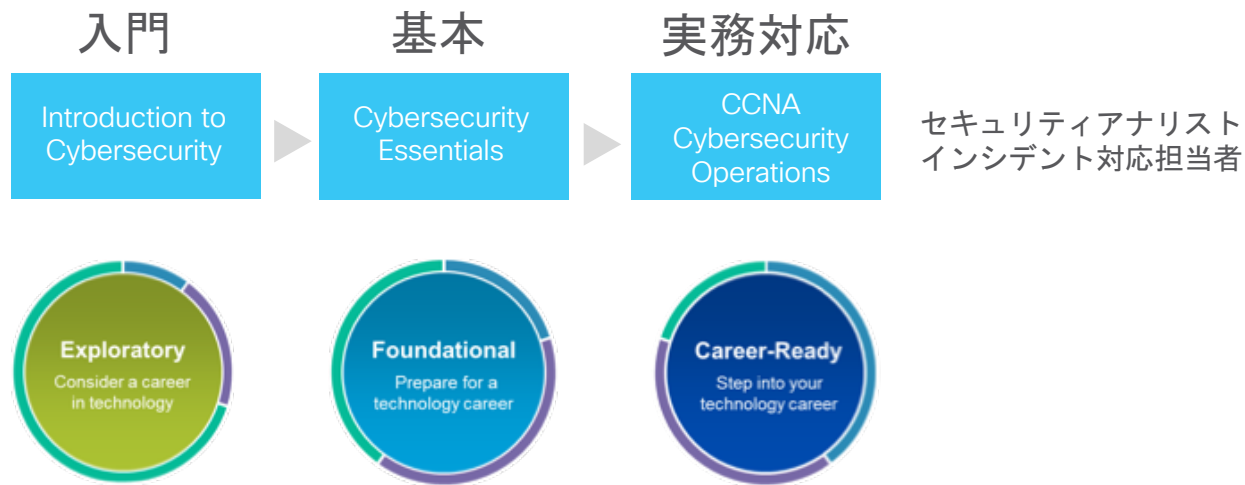 入門
基本
実務対応
Introduction to
Cybersecurity
Cybersecurity
Essentials
CCNA
Cybersecurity
Operations
セキュリティアナリスト
インシデント対応担当者
Exploratory
Consider a career
in technology
Foundational
Prepare for a
technology career
Career-Ready
Step into your
technology career